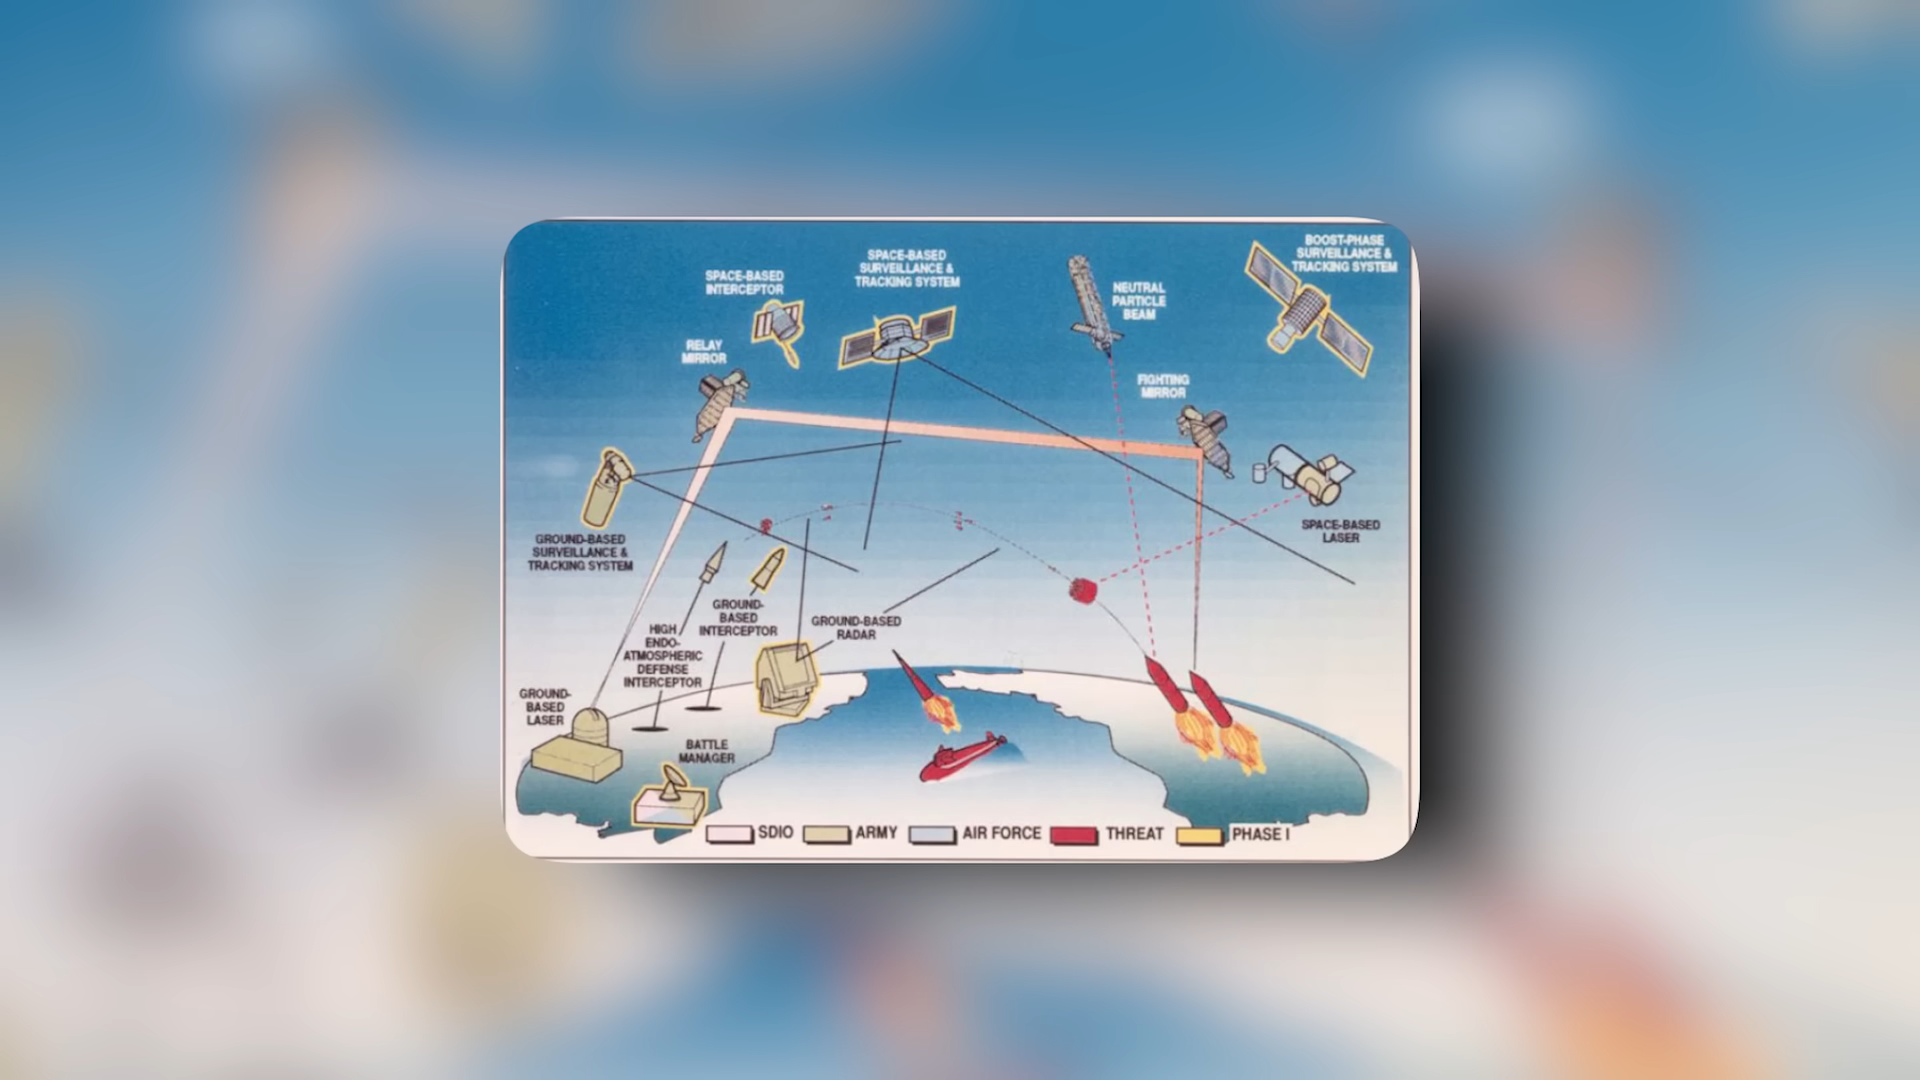 SPACE-BASED
INTERCEPTOR
SPACE-BASED
SURVEILLANCE &
TRACKING SYSTEM
NEUTRAL
PARTICLE
BEAM
BOOST-PHASE
SURVEILLANCE &
TRACKING SYSTEM
RELAY
MIRROR
FIGHTING
MIRROR
GROUND-BASED
SURVEILLANCE &
TRACKING SYSTEM
SPACE-BASED
LASER
HIGH
ENDO-
ATMOSPHERIC
DEFENSE
INTERCEPTOR
GROUND-
BASED
INTERCEPTOR
GROUND-BASED
RADAR
GROUND-
BASED
LASER
BATTLE
MANAGER
SDIO
ARMY
AIR FORCE
THREAT
PHASE I